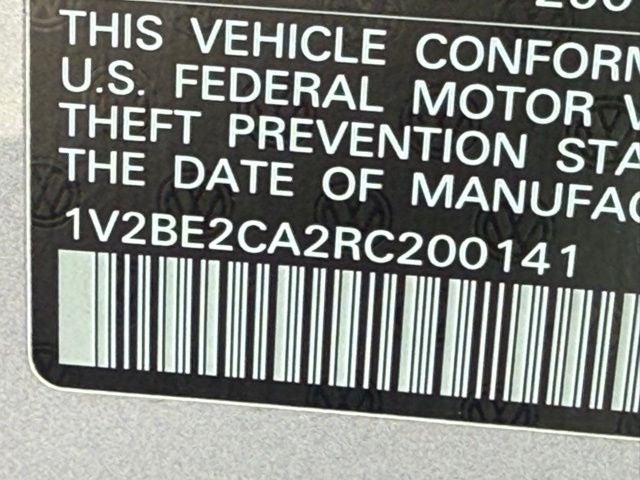 THIS VEHICLE CONFORM
U.S. FEDERAL MOTOR V
THEFT PREVENTION STA
THE DATE OF MANUFAC
1V2BE2CA2RC200141